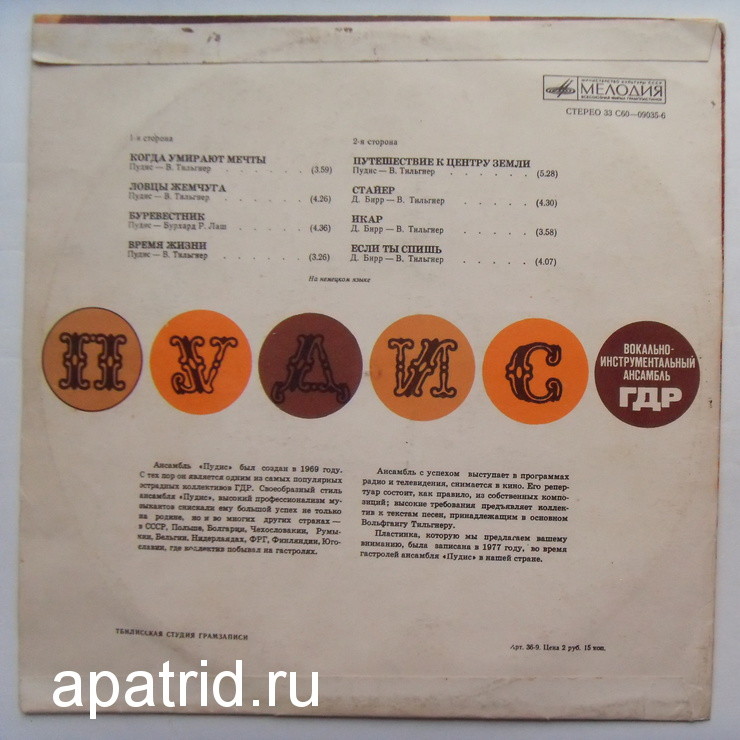 МИНИСТЕРСТВО КУЛЬТУРЫ СССР
МЕЛОДИЯ
ВСЕСОЮЗНАЯ ФИРМА ГРАМПЛАСТИНОК
СТЕРЕО 33 С60—09035-6
1-я сторона
КОГДА УМИРАЮТ МЕЧТЫ
Пудис — В. Тильгнер . . . . . . (3.59)
ЛОВЦЫ ЖЕМЧУГА
Пудис — В. Тильгнер . . . . . . (4.26)
БУРЕВЕСТНИК
Пудис — Бурхард Р. Лаш . . . . . (4.36)
ВРЕМЯ ЖИЗНИ
Пудис — В. Тильгнер . . . . . . (3.26)
2-я сторона
ПУТЕШЕСТВИЕ К ЦЕНТРУ ЗЕМЛИ
Пудис — В. Тильгнер . . . . . . (5.28)
СТАЙЕР
Д. Бирр — В. Тильгнер . . . . . (4.30)
ИКАР
Д. Бирр — В. Тильгнер . . . . . (3.58)
ЕСЛИ ТЫ СПИШЬ
Д. Бирр — В. Тильгнер . . . . . (4.07)
На немецком языке
ПУДИС
ВОКАЛЬНО-
ИНСТРУМЕНТАЛЬНЫЙ
АНСАМБЛЬ
ГДР
Ансамбль «Пудис» был создан в 1969 году.
С тех пор он является одним из самых популярных
эстрадных коллективов ГДР. Своеобразный стиль
ансамбля «Пудис», высокий профессионализм му-
зыкантов снискали ему большой успех не только
на родине, но и во многих других странах —
в СССР, Польше, Болгарии, Чехословакии, Румы-
нии, Бельгии, Нидерландах, ФРГ, Финляндии, Юго-
славии, где коллектив побывал на гастролях.
Ансамбль с успехом выступает в программах
радио и телевидения, снимается в кино. Его репер-
туар состоит, как правило, из собственных компо-
зиций; высокие требования предъявляет коллек-
тив к текстам песен, принадлежащим в основном
Вольфгангу Тильгнеру.
Пластинка, которую мы предлагаем вашему
вниманию, была записана в 1977 году, во время
гастролей ансамбля «Пудис» в нашей стране.
ТБИЛИССКАЯ СТУДИЯ ГРАМЗАПИСИ
Арт. 36-9. Цена 2 руб. 15 коп.
apatrid.ru